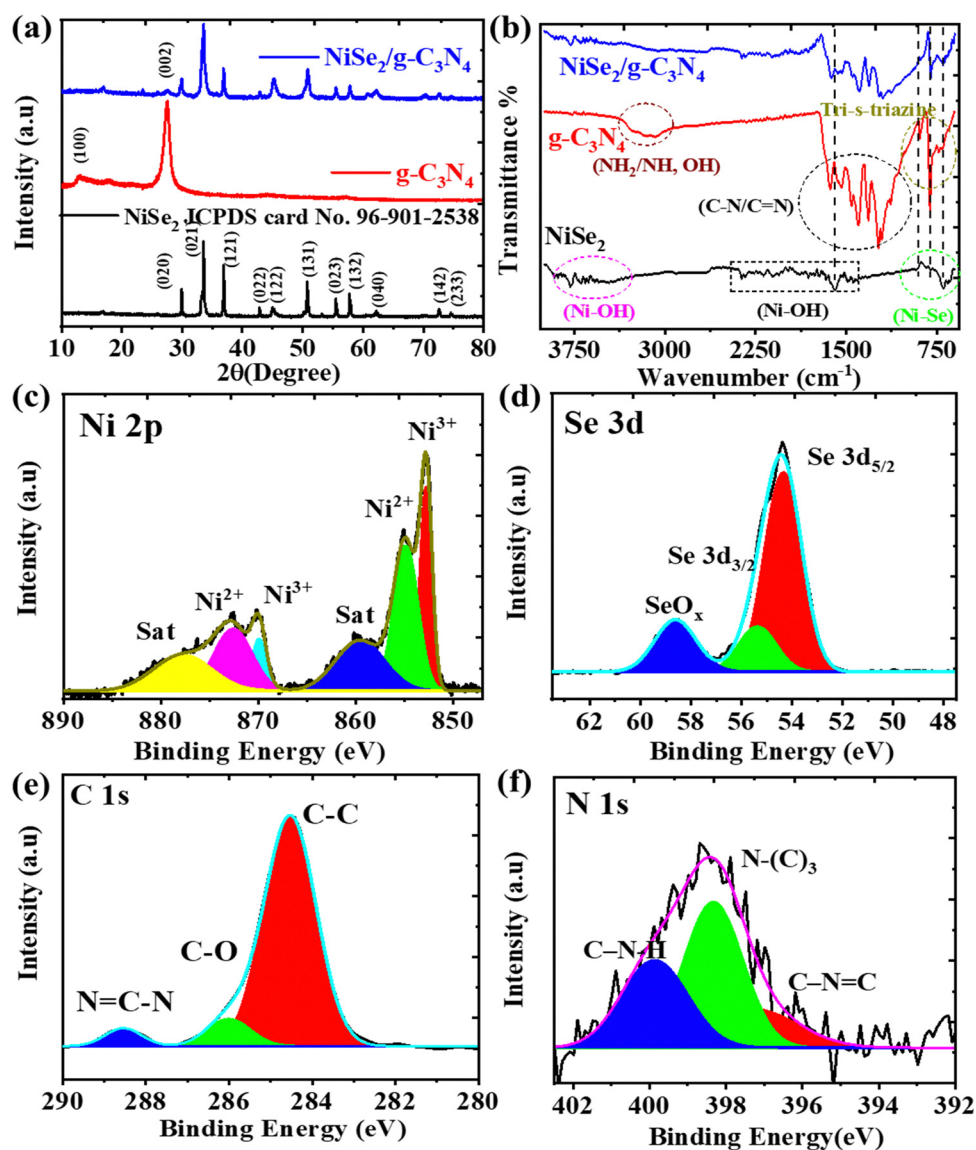 (a)
NiSe₂/g-C₃N₄
(002)
(100)
g-C₃N₄
NiSe₂ JCPDS card No. 96-901-2538
(020)
(021)
(121)
(022)
(122)
(131)
(023)
(132)
(040)
(142)
(233)
10 20 30 40 50 60 70 80
2θ(Degree)
Intensity (a.u)
(b)
NiSe₂/g-C₃N₄
Tri-s-triazine
g-C₃N₄
(NH₂/NH, OH)
(C-N/C=N)
NiSe₂
(Ni-OH)
(Ni-OH)
(Ni-Se)
3750 3000 2250 1500 750
Wavenumber (cm⁻¹)
Transmittance %
(c)
Ni 2p
Ni³⁺
Ni²⁺
Ni²⁺
Ni³⁺
Sat
Sat
890 880 870 860 850
Binding Energy (eV)
Intensity (a.u)
(d)
Se 3d
Se 3d₅/₂
Se 3d₃/₂
SeOₓ
62 60 58 56 54 52 50 48
Binding Energy (eV)
Intensity (a.u)
(e)
C 1s
C-C
C-O
N=C-N
290 288 286 284 282 280
Binding Energy (eV)
Intensity (a.u)
(f)
N 1s
N-(C)₃
C–N-H
C–N=C
402 400 398 396 394 392
Binding Energy(eV)
Intensity (a.u)